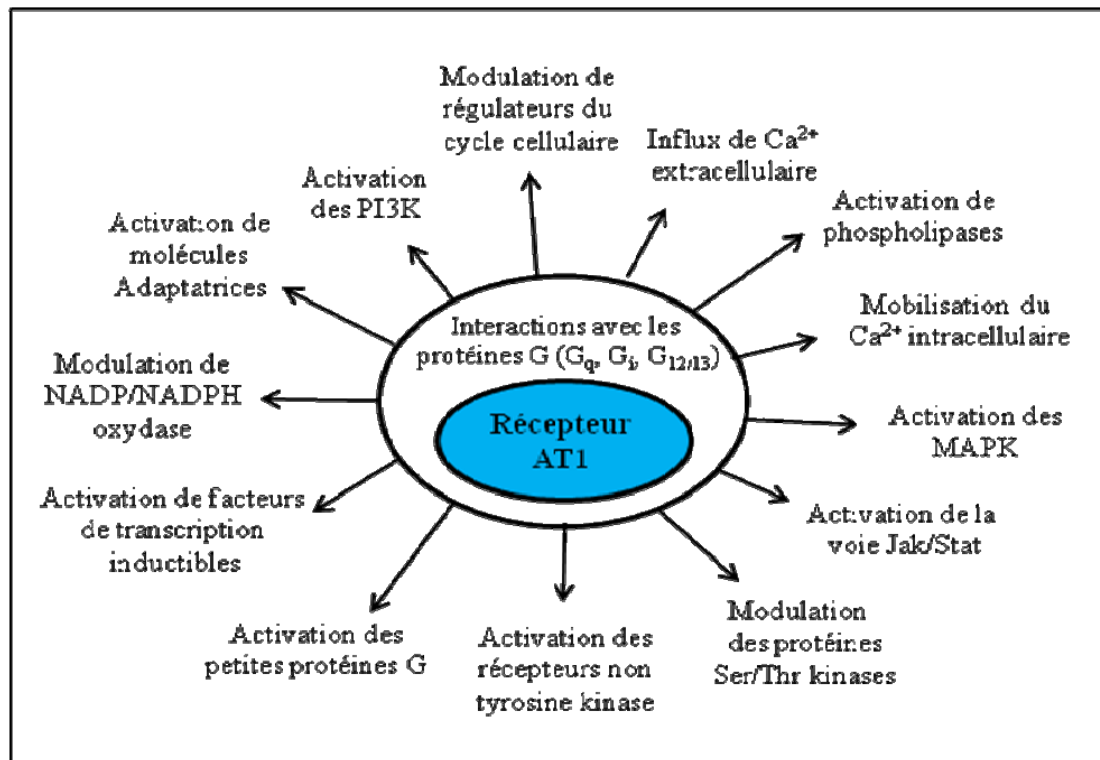 Modulation de
régulateurs du
cycle cellulaire
Influx de Ca²⁺
extracellulaire
Activation
des PI3K
Activation de
phospholipases
Activation de
molécules
Adaptatrices
Mobilisation du
Ca²⁺ intracellulaire
Interactions avec les
protéines G (Gq, Gi, G12/13)
Modulation de
NADP/NADPH
oxydase
Récepteur
AT1
Activation des
MAPK
Activation de facteurs
de transcription
inductibles
Activation de la
voie Jak/Stat
Activation des
petites protéines G
Activation des
récepteurs non
tyrosine kinase
Modulation
des protéines
Ser/Thr kinases